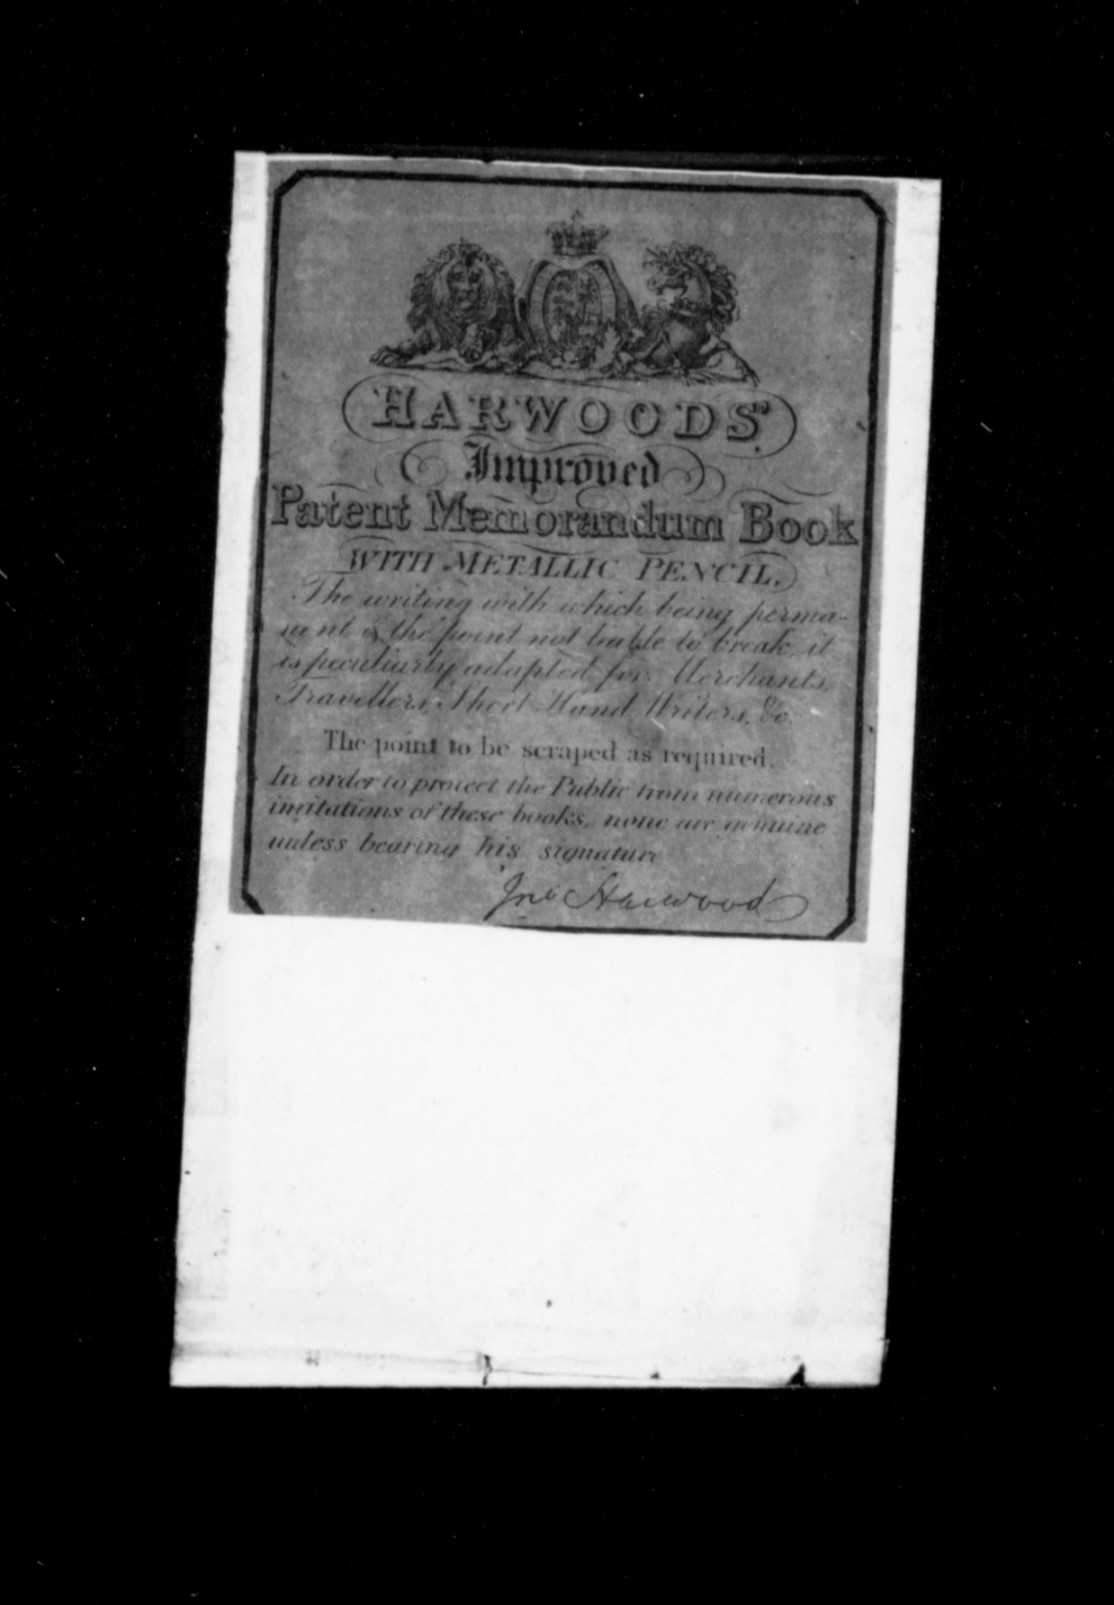 HARWOODS'
Improved
Patent Memorandum Book
WITH METALLIC PENCIL.
The writing with which being perma-
nent & the point not liable to break it
is peculiarly adapted for Merchants,
Travellers, Short Hand Writers, &c.
The point to be scraped as required.
In order to protect the Public from numerous
imitations of these books, none are genuine
unless bearing his signature
Jno Harwood